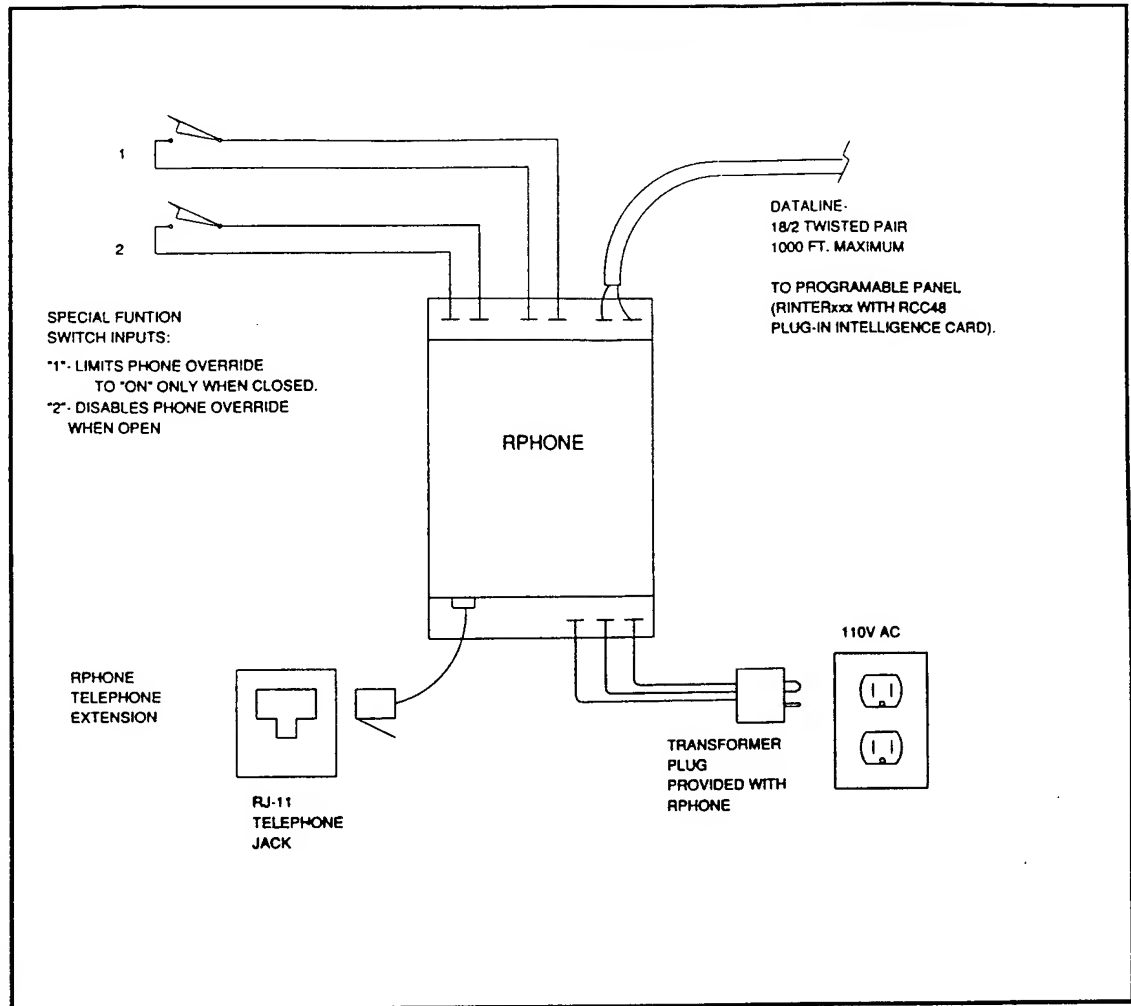 1
2
SPECIAL FUNTION
SWITCH INPUTS:
"1"- LIMITS PHONE OVERRIDE
TO "ON" ONLY WHEN CLOSED.
"2"- DISABLES PHONE OVERRIDE
WHEN OPEN
DATALINE-
18/2 TWISTED PAIR
1000 FT. MAXIMUM
TO PROGRAMABLE PANEL
(RINTERxxx WITH RCC48
PLUG-IN INTELLIGENCE CARD).
RPHONE
RPHONE
TELEPHONE
EXTENSION
RJ-11
TELEPHONE
JACK
TRANSFORMER
PLUG
PROVIDED WITH
RPHONE
110V AC